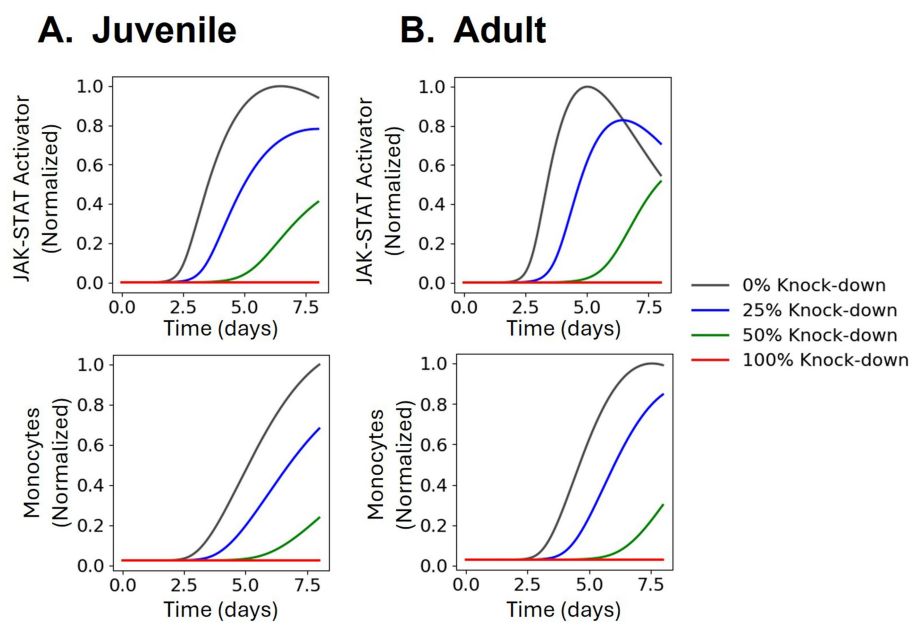 A. Juvenile
B. Adult
JAK-STAT Activator
(Normalized)
1.0
0.8
0.6
0.4
0.2
0.0
0.0
2.5
5.0
7.5
Time (days)
JAK-STAT Activator
(Normalized)
1.0
0.8
0.6
0.4
0.2
0.0
0.0
2.5
5.0
7.5
Time (days)
0% Knock-down
25% Knock-down
50% Knock-down
100% Knock-down
Monocytes
(Normalized)
1.0
0.8
0.6
0.4
0.2
0.0
0.0
2.5
5.0
7.5
Time (days)
Monocytes
(Normalized)
1.0
0.8
0.6
0.4
0.2
0.0
0.0
2.5
5.0
7.5
Time (days)